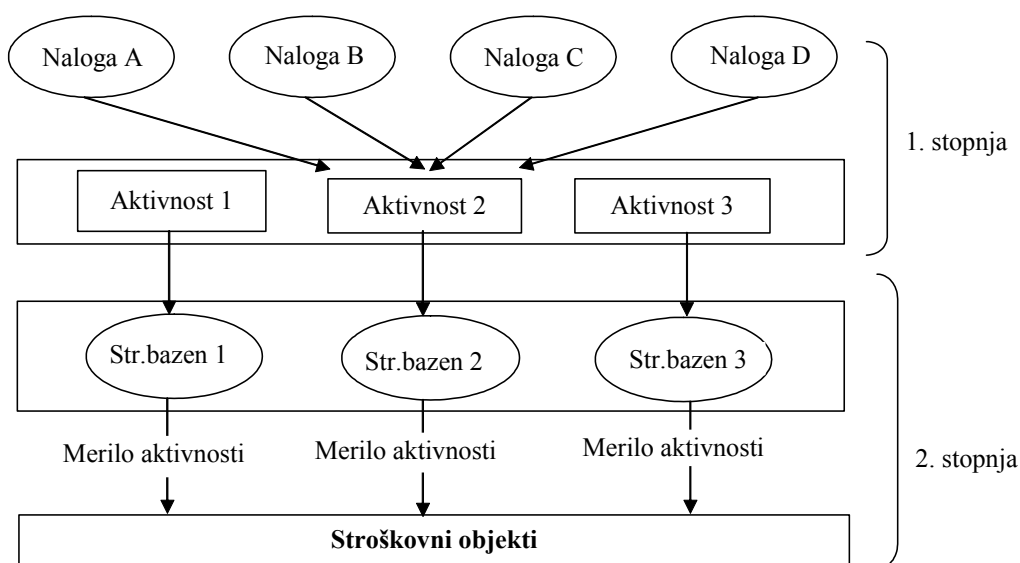 Naloga A
Naloga B
Naloga C
Naloga D
1. stopnja
Aktivnost 1
Aktivnost 2
Aktivnost 3
Str.bazen 1
Str.bazen 2
Str.bazen 3
Merilo aktivnosti
Merilo aktivnosti
Merilo aktivnosti
2. stopnja
Stroškovni objekti